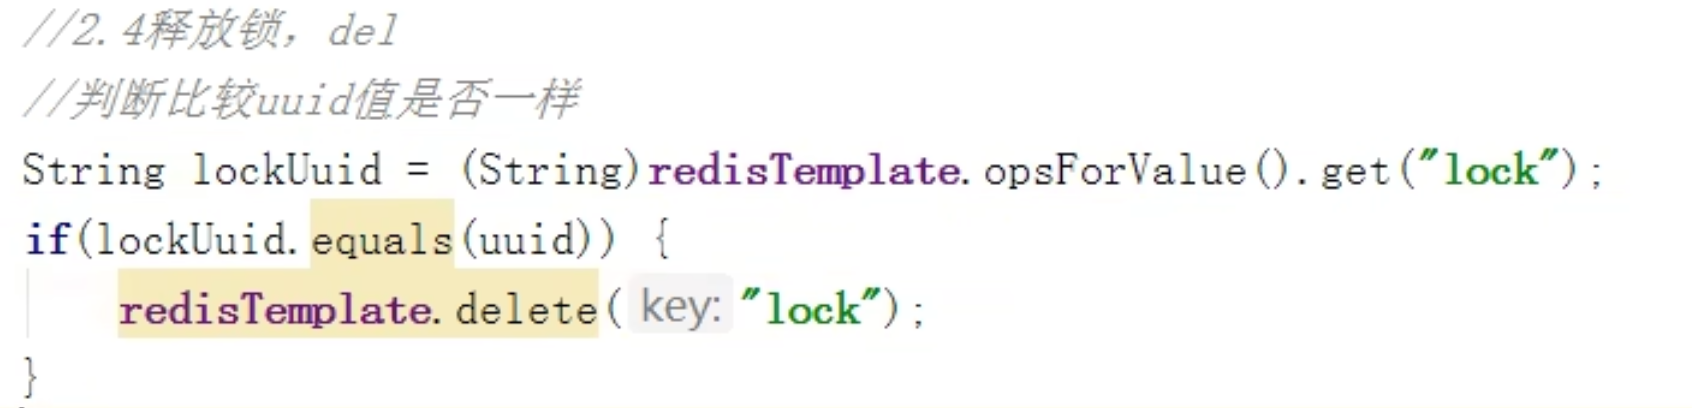 //2.4释放锁，del
//判断比较uuid值是否一样
String lockUuid = (String)redisTemplate.opsForValue().get("lock");
if(lockUuid.equals(uuid)) {
redisTemplate.delete( key: "lock");
}